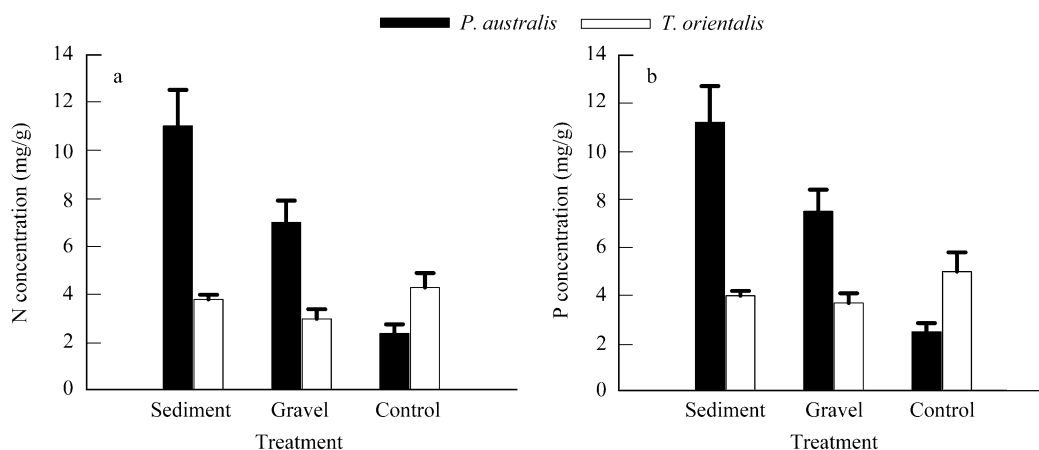 P. australis T. orientalis
a
N concentration (mg/g)
14
12
10
8
6
4
2
0
Sediment Gravel Control
Treatment
b
P concentration (mg/g)
14
12
10
8
6
4
2
0
Sediment Gravel Control
Treatment